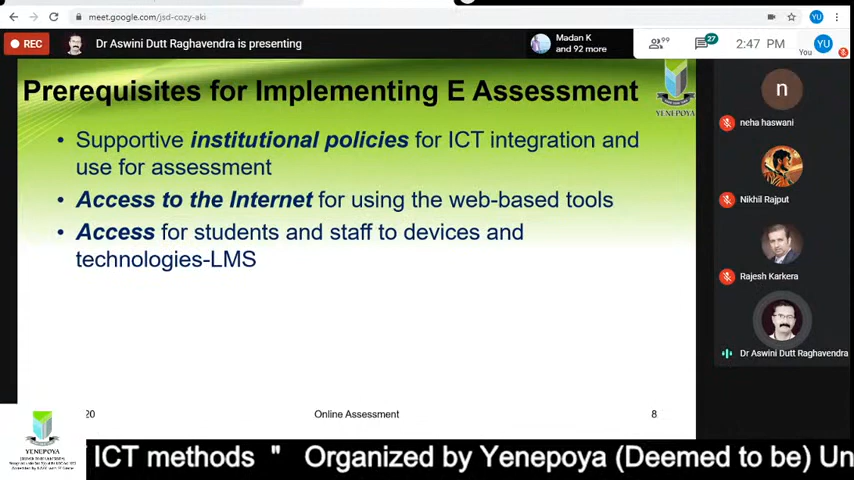 meet.google.com/jsd-cozy-aki
YU
REC
Dr Aswini Dutt Raghavendra is presenting
Madan K
and 92 more
99
27
2:47 PM
YU
You
Prerequisites for Implementing E Assessment
YENEPOYA
• Supportive institutional policies for ICT integration and
use for assessment
• Access to the Internet for using the web-based tools
• Access for students and staff to devices and
technologies-LMS
n
neha haswani
Nikhil Rajput
Rajesh Karkera
Dr Aswini Dutt Raghavendra
20
Online Assessment
8
YENEPOYA
ICT methods " Organized by Yenepoya (Deemed to be) Un